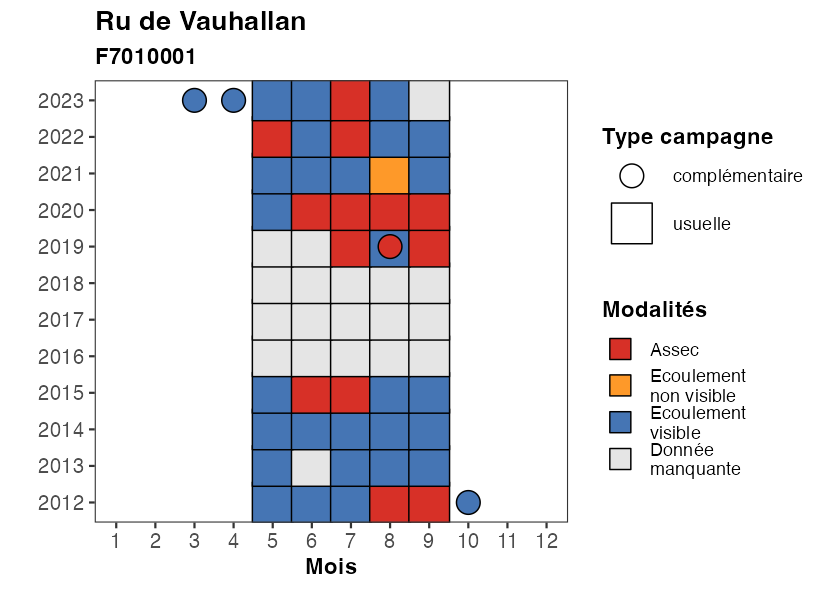 Ru de Vauhallan
F7010001
2023
2022
2021
2020
2019
2018
2017
2016
2015
2014
2013
2012
1 2 3 4 5 6 7 8 9 10 11 12
Mois
Type campagne
complémentaire
usuelle
Modalités
Assec
Ecoulement
non visible
Ecoulement
visible
Donnée
manquante